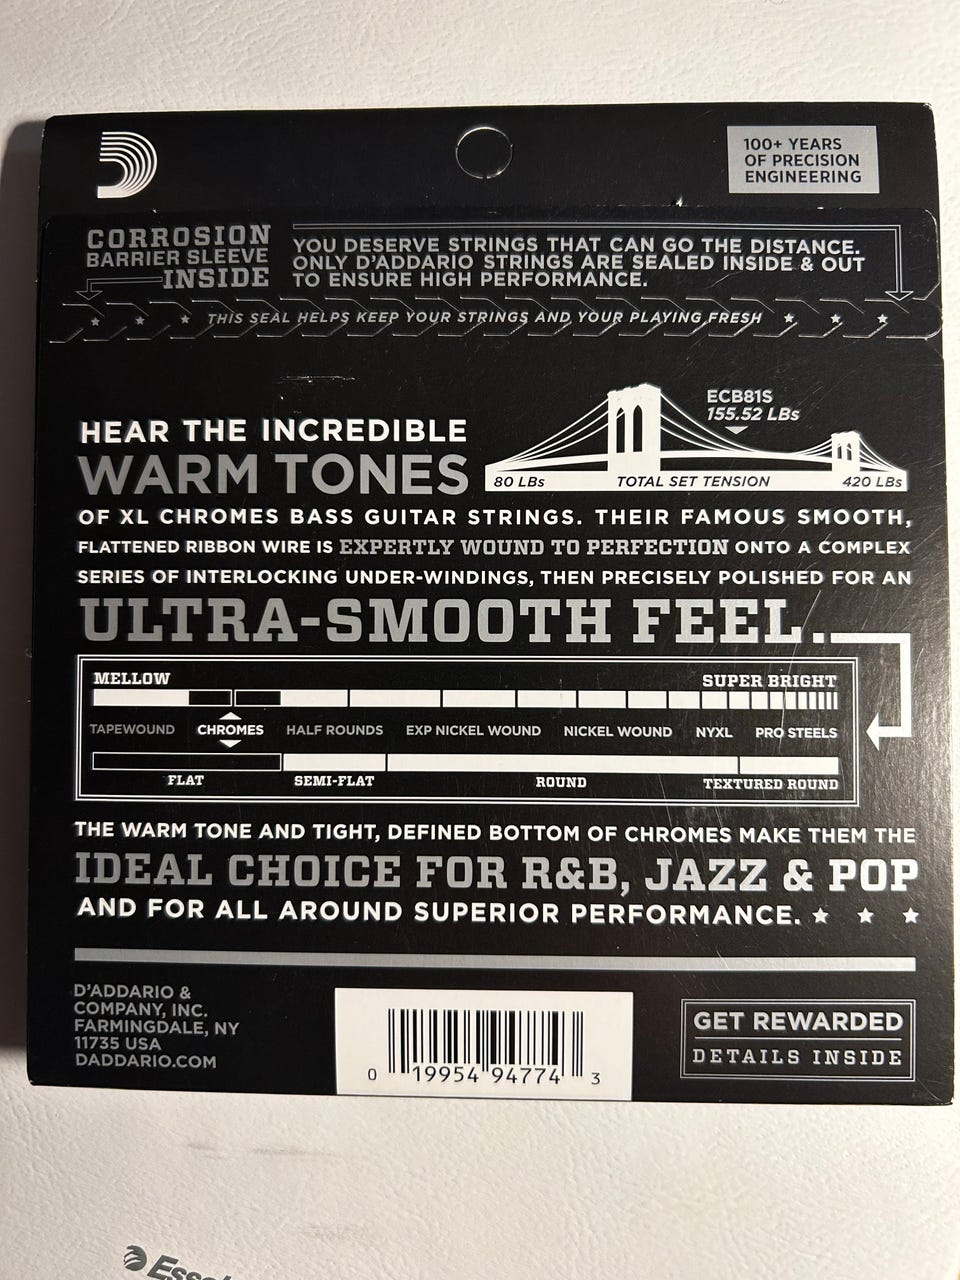 100+ YEARS
OF PRECISION
ENGINEERING
CORROSION
BARRIER SLEEVE
INSIDE
YOU DESERVE STRINGS THAT CAN GO THE DISTANCE.
ONLY D'ADDARIO STRINGS ARE SEALED INSIDE & OUT
TO ENSURE HIGH PERFORMANCE.
THIS SEAL HELPS KEEP YOUR STRINGS AND YOUR PLAYING FRESH
ECB81S
155.52 LBs
80 LBs TOTAL SET TENSION 420 LBs
HEAR THE INCREDIBLE
WARM TONES
OF XL CHROMES BASS GUITAR STRINGS. THEIR FAMOUS SMOOTH,
FLATTENED RIBBON WIRE IS EXPERTLY WOUND TO PERFECTION ONTO A COMPLEX
SERIES OF INTERLOCKING UNDER-WINDINGS, THEN PRECISELY POLISHED FOR AN
ULTRA-SMOOTH FEEL.
MELLOW SUPER BRIGHT
TAPEWOUND CHROMES HALF ROUNDS EXP NICKEL WOUND NICKEL WOUND NYXL PRO STEELS
FLAT SEMI-FLAT ROUND TEXTURED ROUND
THE WARM TONE AND TIGHT, DEFINED BOTTOM OF CHROMES MAKE THEM THE
IDEAL CHOICE FOR R&B, JAZZ & POP
AND FOR ALL AROUND SUPERIOR PERFORMANCE.
D'ADDARIO &
COMPANY, INC.
FARMINGDALE, NY
11735 USA
DADDARIO.COM
0 19954 94774 3
GET REWARDED
DETAILS INSIDE